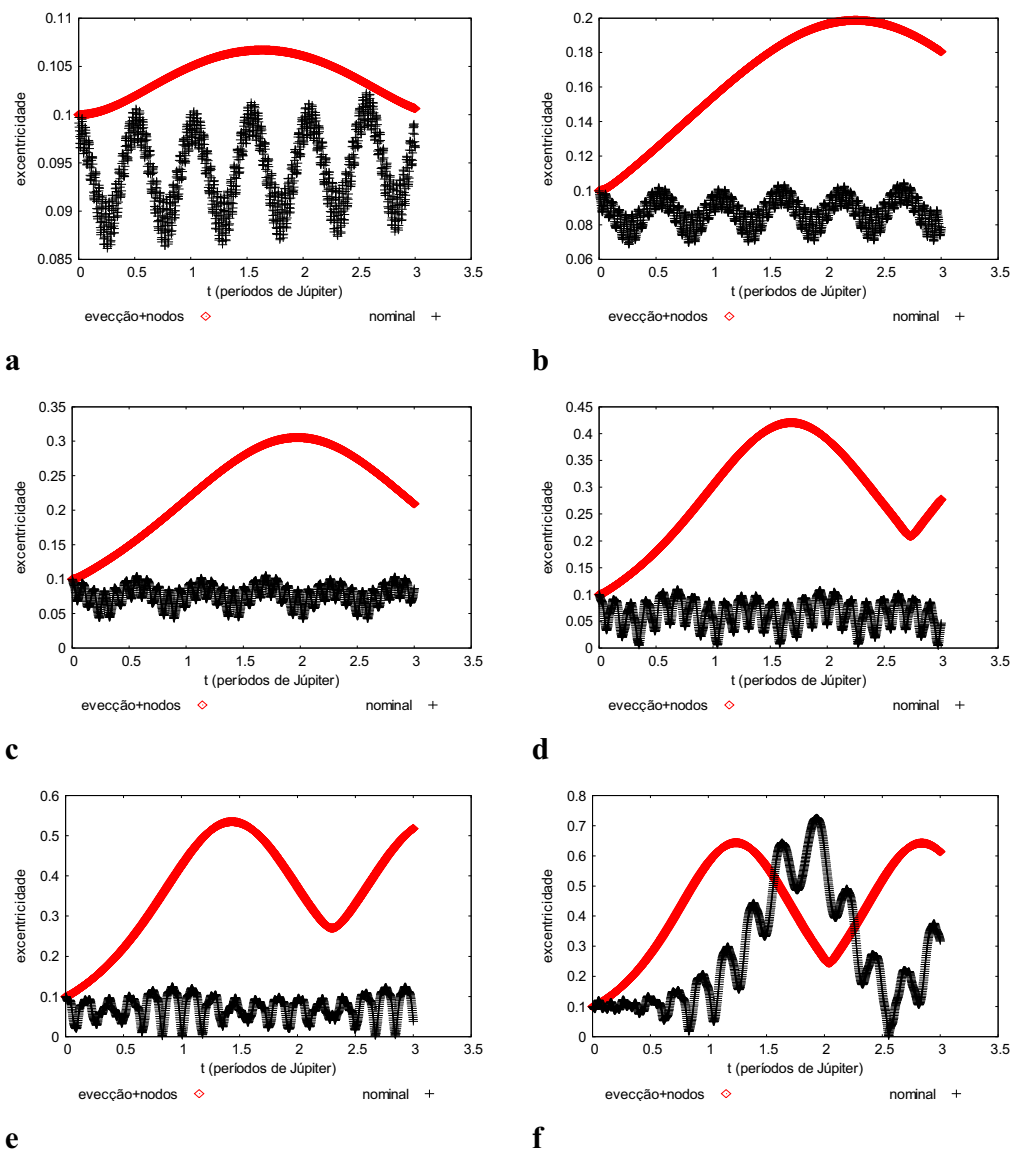 0.11
0.105
0.1
0.095
0.09
0.085
excentricidade
0 0.5 1 1.5 2 2.5 3 3.5
t (períodos de Júpiter)
evecção+nodos nominal
a
0.2
0.18
0.16
0.14
0.12
0.1
0.08
0.06
excentricidade
0 0.5 1 1.5 2 2.5 3 3.5
t (períodos de Júpiter)
evecção+nodos nominal
b
0.35
0.3
0.25
0.2
0.15
0.1
0.05
0
excentricidade
0 0.5 1 1.5 2 2.5 3 3.5
t (períodos de Júpiter)
evecção+nodos nominal
c
0.45
0.4
0.35
0.3
0.25
0.2
0.15
0.1
0.05
0
excentricidade
0 0.5 1 1.5 2 2.5 3 3.5
t (períodos de Júpiter)
evecção+nodos nominal
d
0.6
0.5
0.4
0.3
0.2
0.1
0
excentricidade
0 0.5 1 1.5 2 2.5 3 3.5
t (períodos de Júpiter)
evecção+nodos nominal
e
0.8
0.7
0.6
0.5
0.4
0.3
0.2
0.1
0
excentricidade
0 0.5 1 1.5 2 2.5 3 3.5
t (períodos de Júpiter)
evecção+nodos nominal
f